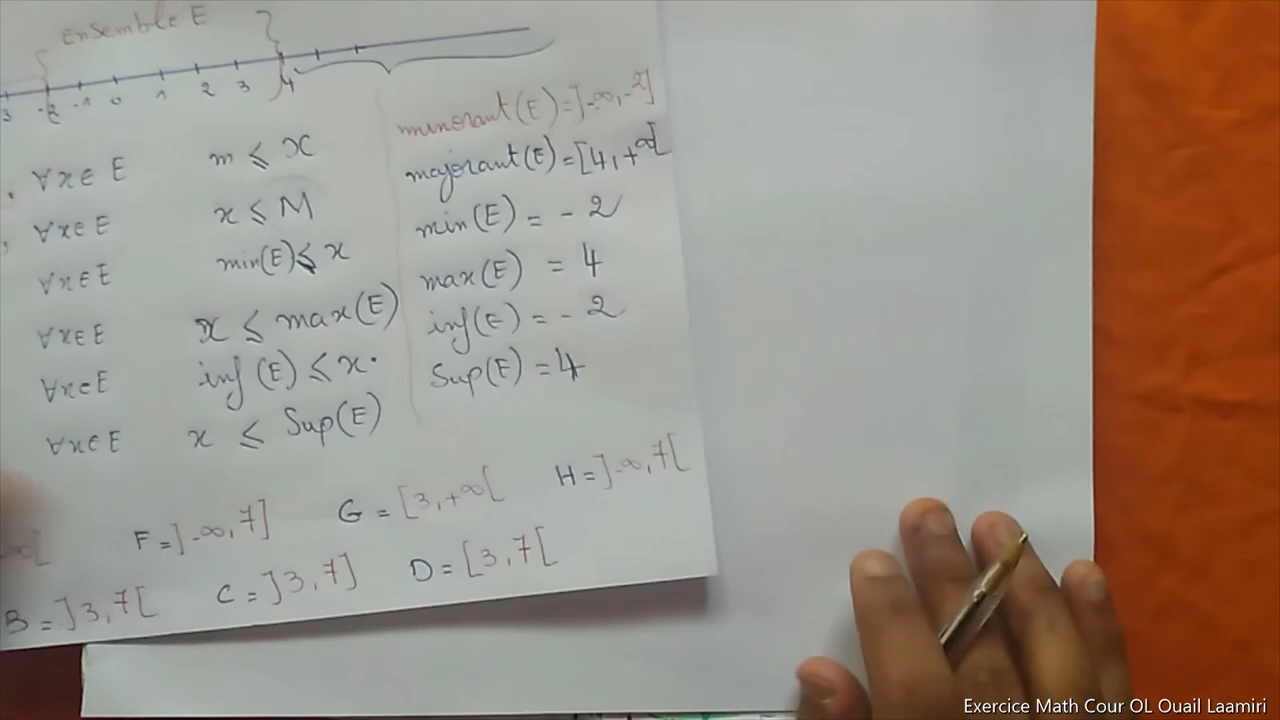 ensemble E
3 -2 -1 0 1 2 3 4
∀x∈E m ⩽ x
∀x∈E x ⩽ M
∀x∈E min(E) ⩽ x
∀x∈E x ⩽ max(E)
∀x∈E inf(E) ⩽ x.
∀x∈E x ⩽ Sup(E)
minorant(E) = ]-∞, -2]
majorant(E) = [4, +∞[
min(E) = -2
max(E) = 4
inf(E) = -2
Sup(E) = 4
F = ]-∞, 7] G = [3, +∞[ H = ]-∞, 7[
B = ]3, 7[ C = ]3, 7] D = [3, 7[
Exercice Math Cour OL Ouail Laamiri